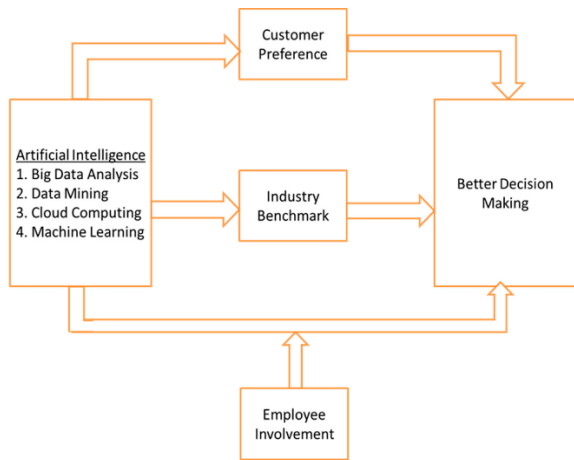 Customer
Preference
Artificial Intelligence
1. Big Data Analysis
2. Data Mining
3. Cloud Computing
4. Machine Learning
Industry
Benchmark
Better Decision
Making
Employee
Involvement